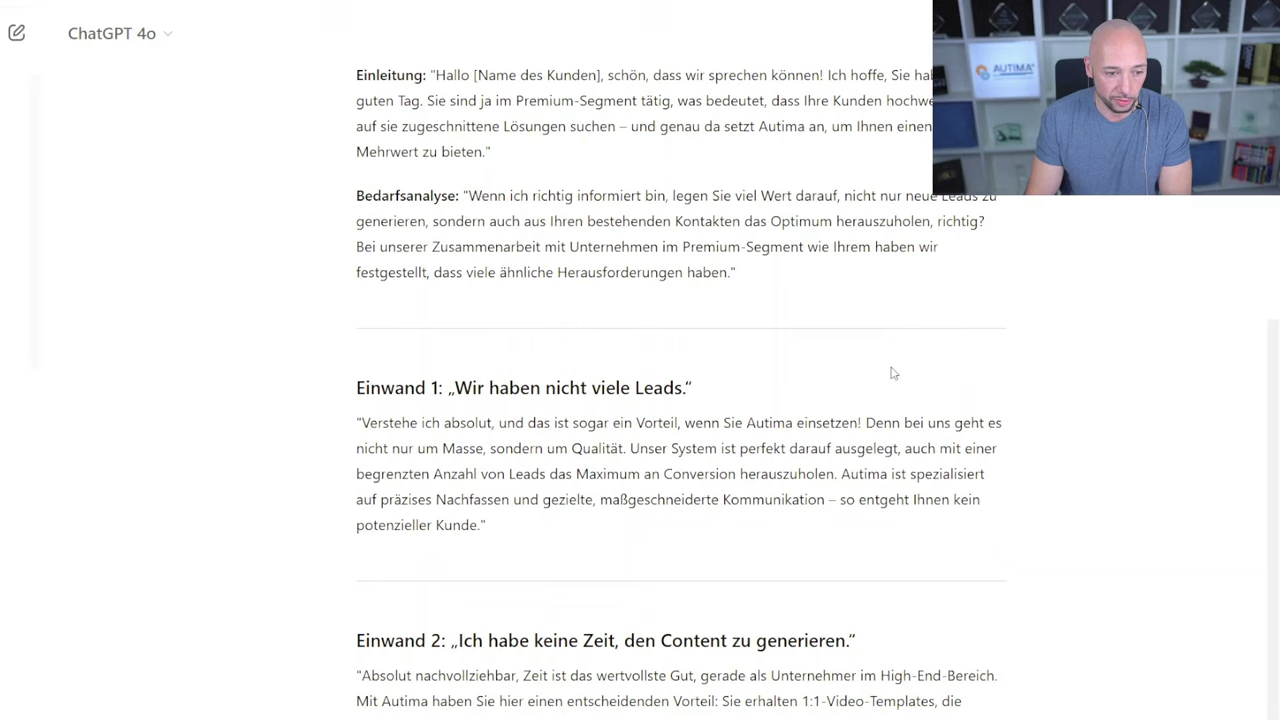 ChatGPT 4o
AUTIMA
Einleitung: "Hallo [Name des Kunden], schön, dass wir sprechen können! Ich hoffe, Sie
guten Tag. Sie sind ja im Premium-Segment tätig, was bedeutet, dass Ihre Kunden
auf sie zugeschnittene Lösungen suchen – und genau da setzt Autima an, um Ihnen einen
Mehrwert zu bieten."
Bedarfsanalyse: "Wenn ich richtig informiert bin, legen Sie viel Wert darauf, nicht nur neue Leads zu
generieren, sondern auch aus Ihren bestehenden Kontakten das Optimum herauszuholen, richtig?
Bei unserer Zusammenarbeit mit Unternehmen im Premium-Segment wie Ihrem haben wir
festgestellt, dass viele ähnliche Herausforderungen haben."
Einwand 1: „Wir haben nicht viele Leads.“
"Verstehe ich absolut, und das ist sogar ein Vorteil, wenn Sie Autima einsetzen! Denn bei uns geht es
nicht nur um Masse, sondern um Qualität. Unser System ist perfekt darauf ausgelegt, auch mit einer
begrenzten Anzahl von Leads das Maximum an Conversion herauszuholen. Autima ist spezialisiert
auf präzises Nachfassen und gezielte, maßgeschneiderte Kommunikation – so entgeht Ihnen kein
potenzieller Kunde."
Einwand 2: „Ich habe keine Zeit, den Content zu generieren.“
"Absolut nachvollziehbar, Zeit ist das wertvollste Gut, gerade als Unternehmer im High-End-Bereich.
Mit Autima haben Sie hier einen entscheidenden Vorteil: Sie erhalten 1:1-Video-Templates, die